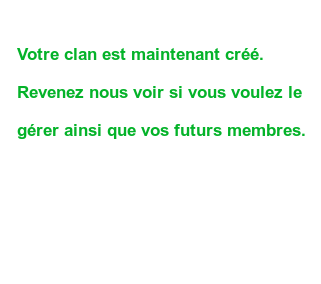 Votre clan est maintenant créé.
Revenez nous voir si vous voulez le
gérer ainsi que vos futurs membres.